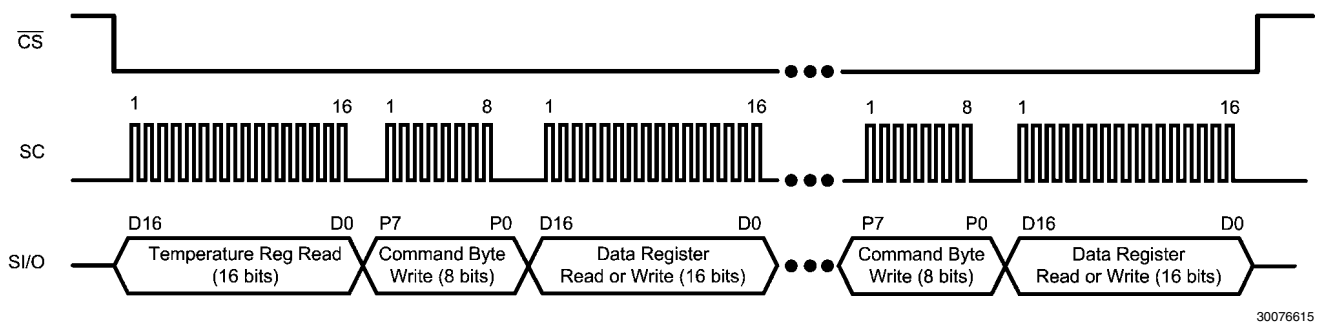 CS
1 16 1 8 1 16 1 8 1 16
SC
D16 D0 P7 P0 D16 D0 P7 P0 D16 D0
SI/O
Temperature Reg Read
(16 bits)
Command Byte
Write (8 bits)
Data Register
Read or Write (16 bits)
Command Byte
Write (8 bits)
Data Register
Read or Write (16 bits)
30076615